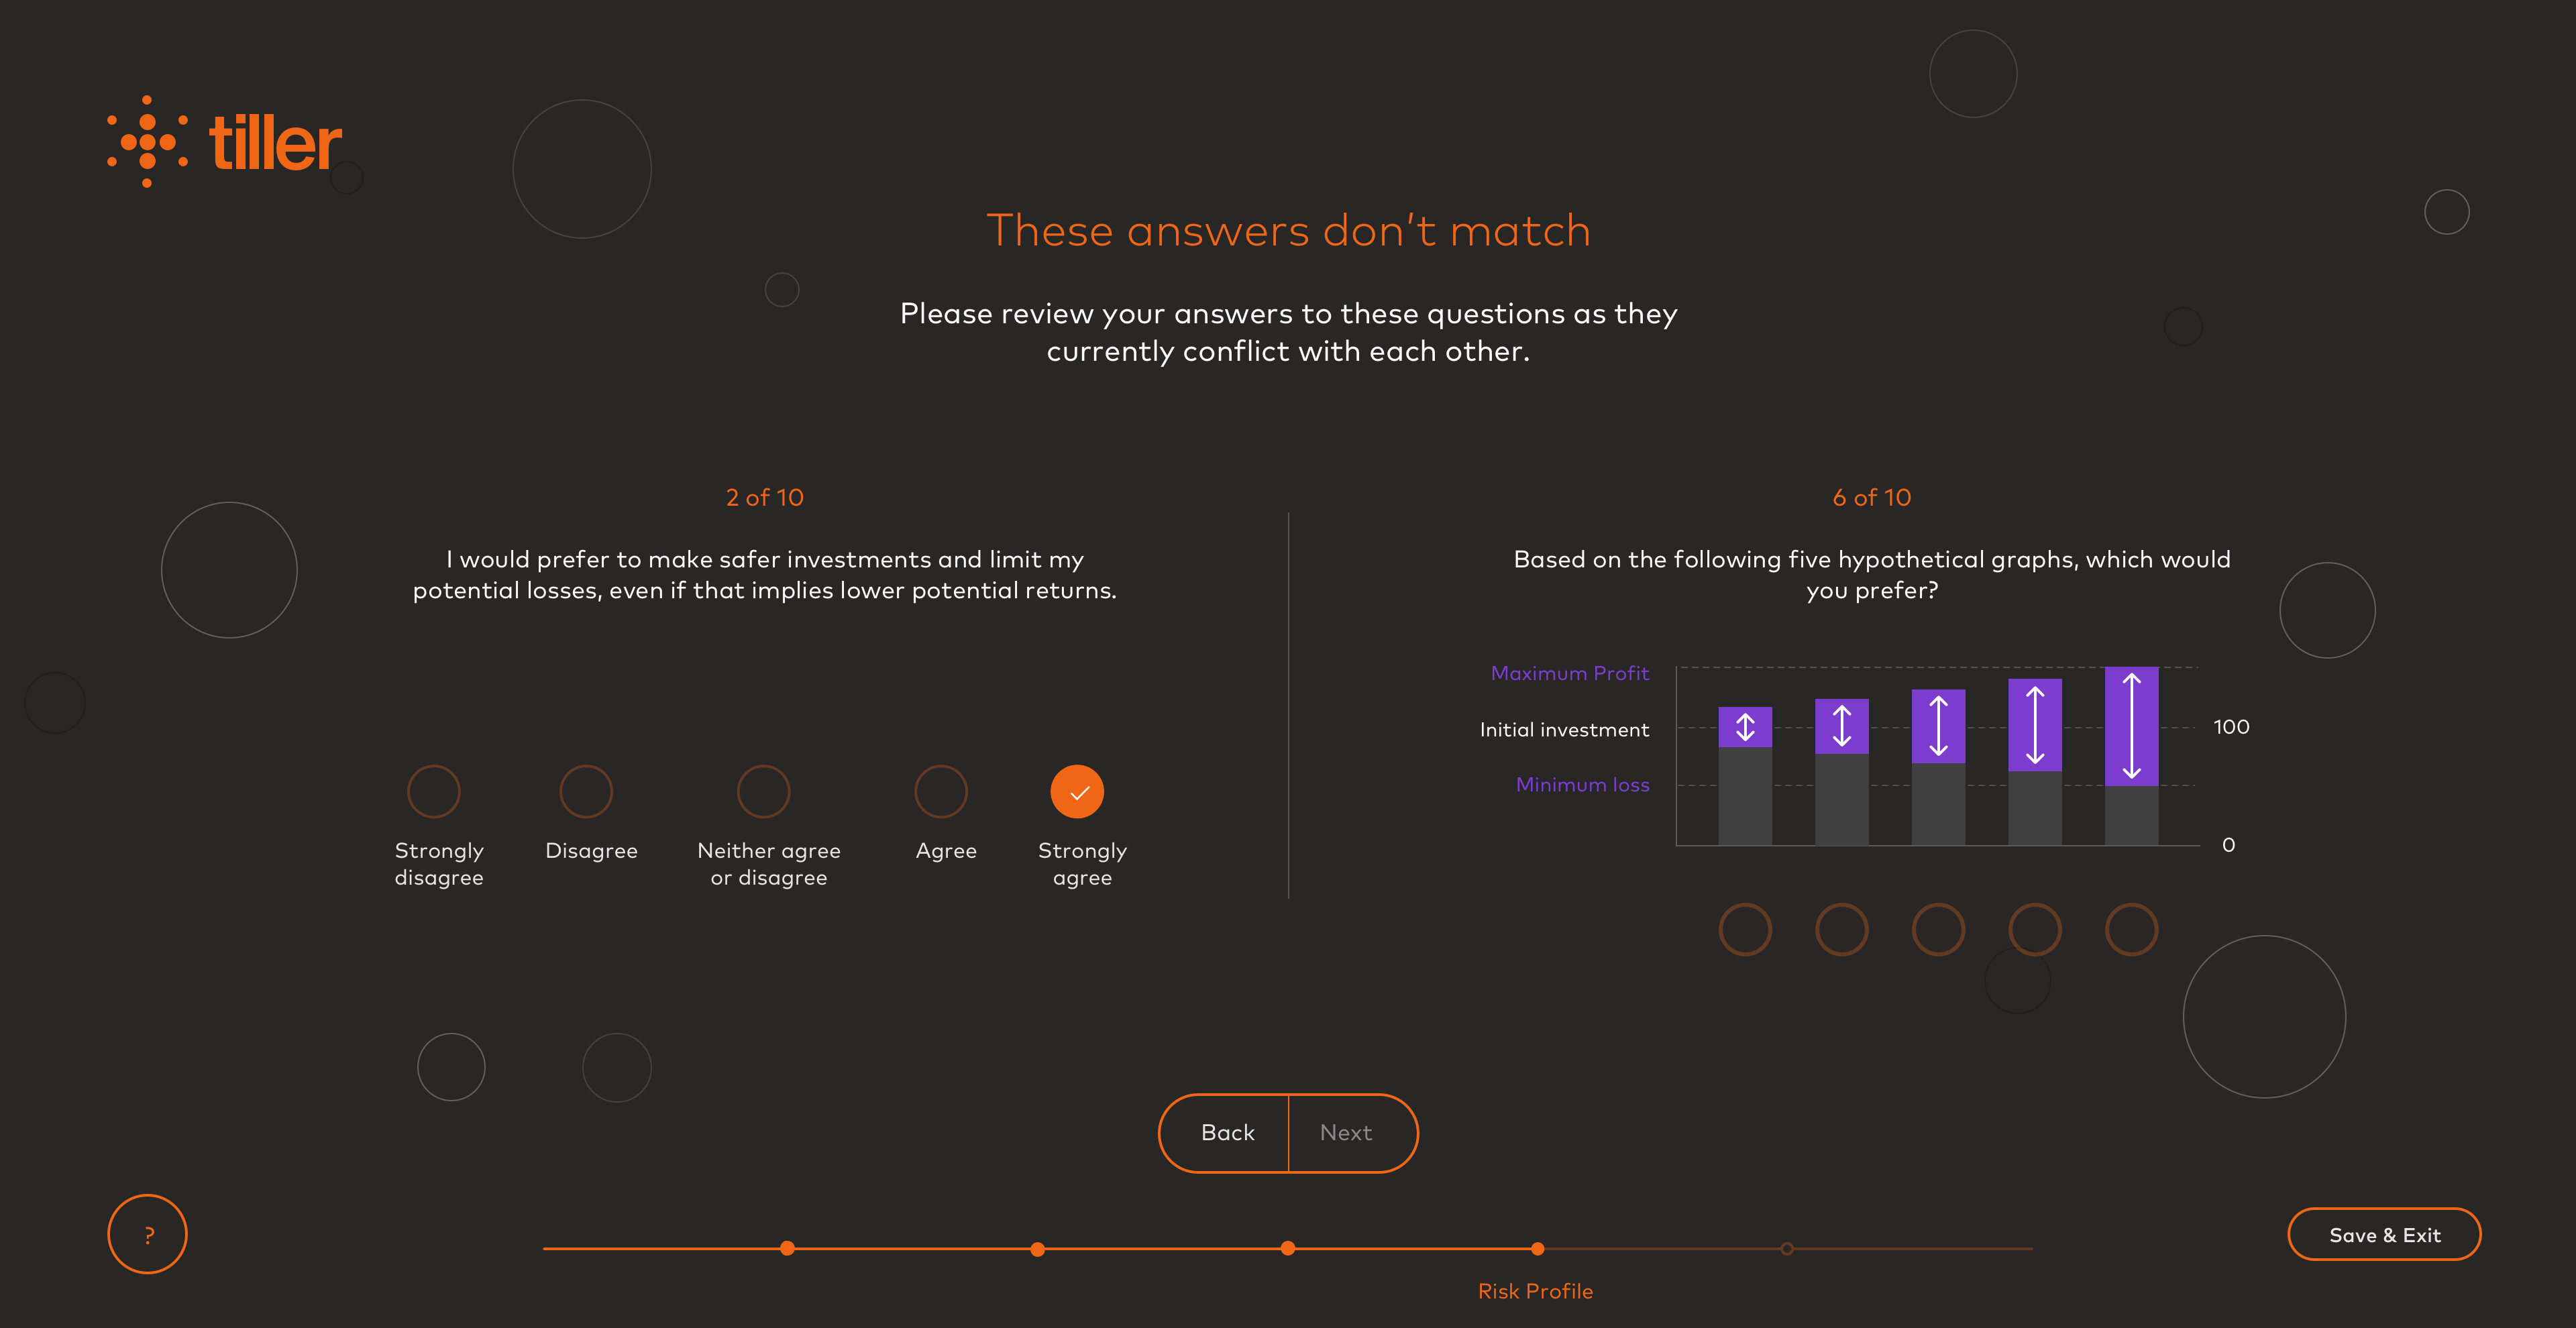 tiller
These answers don't match
Please review your answers to these questions as they
currently conflict with each other.
2 of 10
I would prefer to make safer investments and limit my
potential losses, even if that implies lower potential returns.
Strongly
disagree
Disagree
Neither agree
or disagree
Agree
Strongly
agree
6 of 10
Based on the following five hypothetical graphs, which would
you prefer?
Maximum Profit
Initial investment
Minimum loss
100
0
Back
Next
?
Risk Profile
Save & Exit